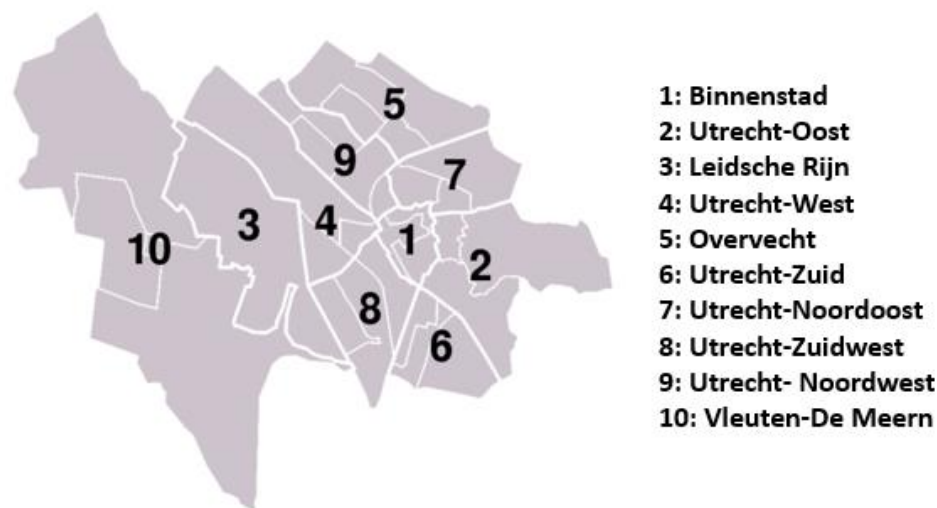 5
9
7
4
3
1
10
2
8
6
1: Binnenstad
2: Utrecht-Oost
3: Leidsche Rijn
4: Utrecht-West
5: Overvecht
6: Utrecht-Zuid
7: Utrecht-Noordoost
8: Utrecht-Zuidwest
9: Utrecht- Noordwest
10: Vleuten-De Meern